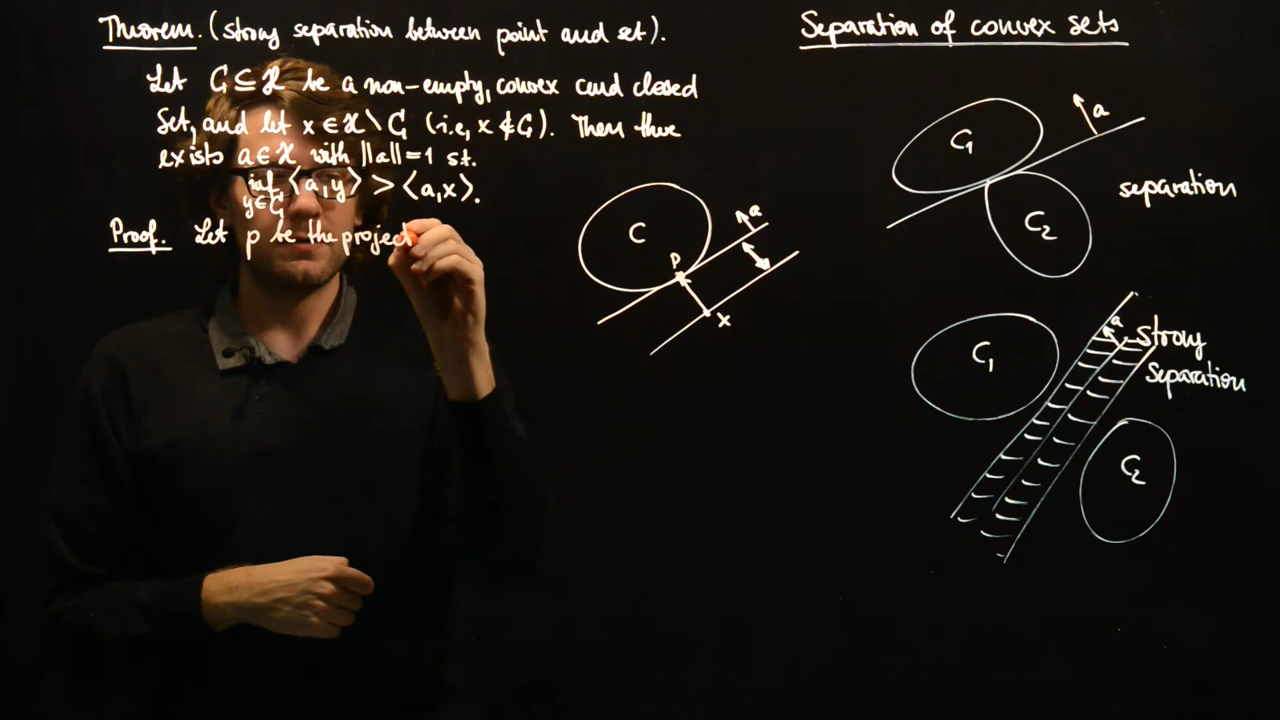 Theorem. (strong separation between point and set).
Let C ⊆ X be a non-empty, convex and closed
set, and let x ∈ X \ C (i.e, x ∉ C). Then there
exists a ∈ X with ||a|| = 1 st.
inf ⟨a,y⟩ > ⟨a,x⟩.
y∈C
Proof. Let p be the project
C
a
p
x
Separation of convex sets
a
C₁
separation
C₂
a
strong
C₁
separation
C₂